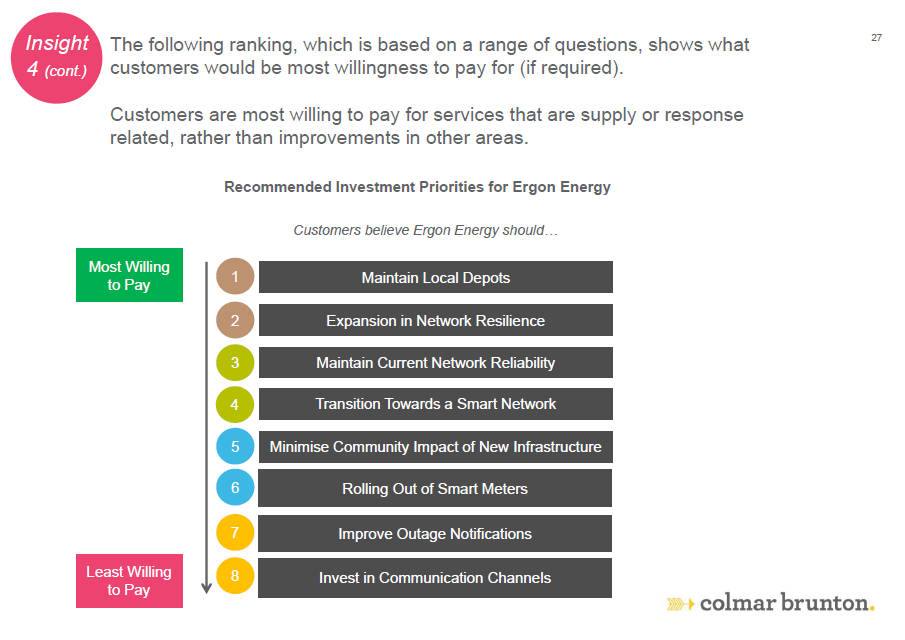 Insight
4 (cont.)
The following ranking, which is based on a range of questions, shows what
customers would be most willingness to pay for (if required).
27
Customers are most willing to pay for services that are supply or response
related, rather than improvements in other areas.
Recommended Investment Priorities for Ergon Energy
Customers believe Ergon Energy should…
Most Willing
to Pay
1 Maintain Local Depots
2 Expansion in Network Resilience
3 Maintain Current Network Reliability
4 Transition Towards a Smart Network
5 Minimise Community Impact of New Infrastructure
6 Rolling Out of Smart Meters
7 Improve Outage Notifications
8 Invest in Communication Channels
Least Willing
to Pay
colmar brunton.